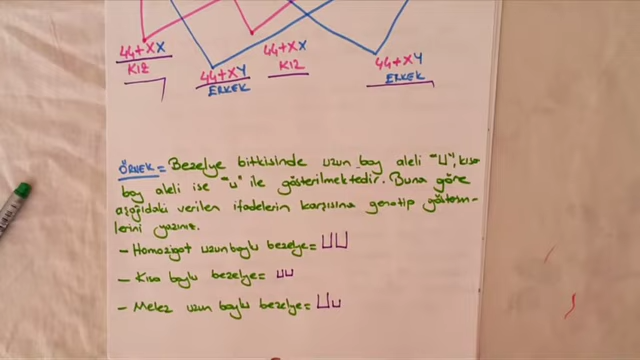 44+XX
KIZ
44+XY
ERKEK
44+XX
KIZ
44+XY
ERKEK
ÖRNEK= Bezelye bitkisinde uzun boy aleli "U", kısa
boy aleli ise "u" ile gösterilmektedir. Buna göre
aşağıdaki verilen ifadelerin karşısına genotip gösterim-
lerini yazınız.
- Homozigot uzun boylu bezelye= UU
- Kısa boylu bezelye= uu
- Melez uzun boylu bezelye= Uu